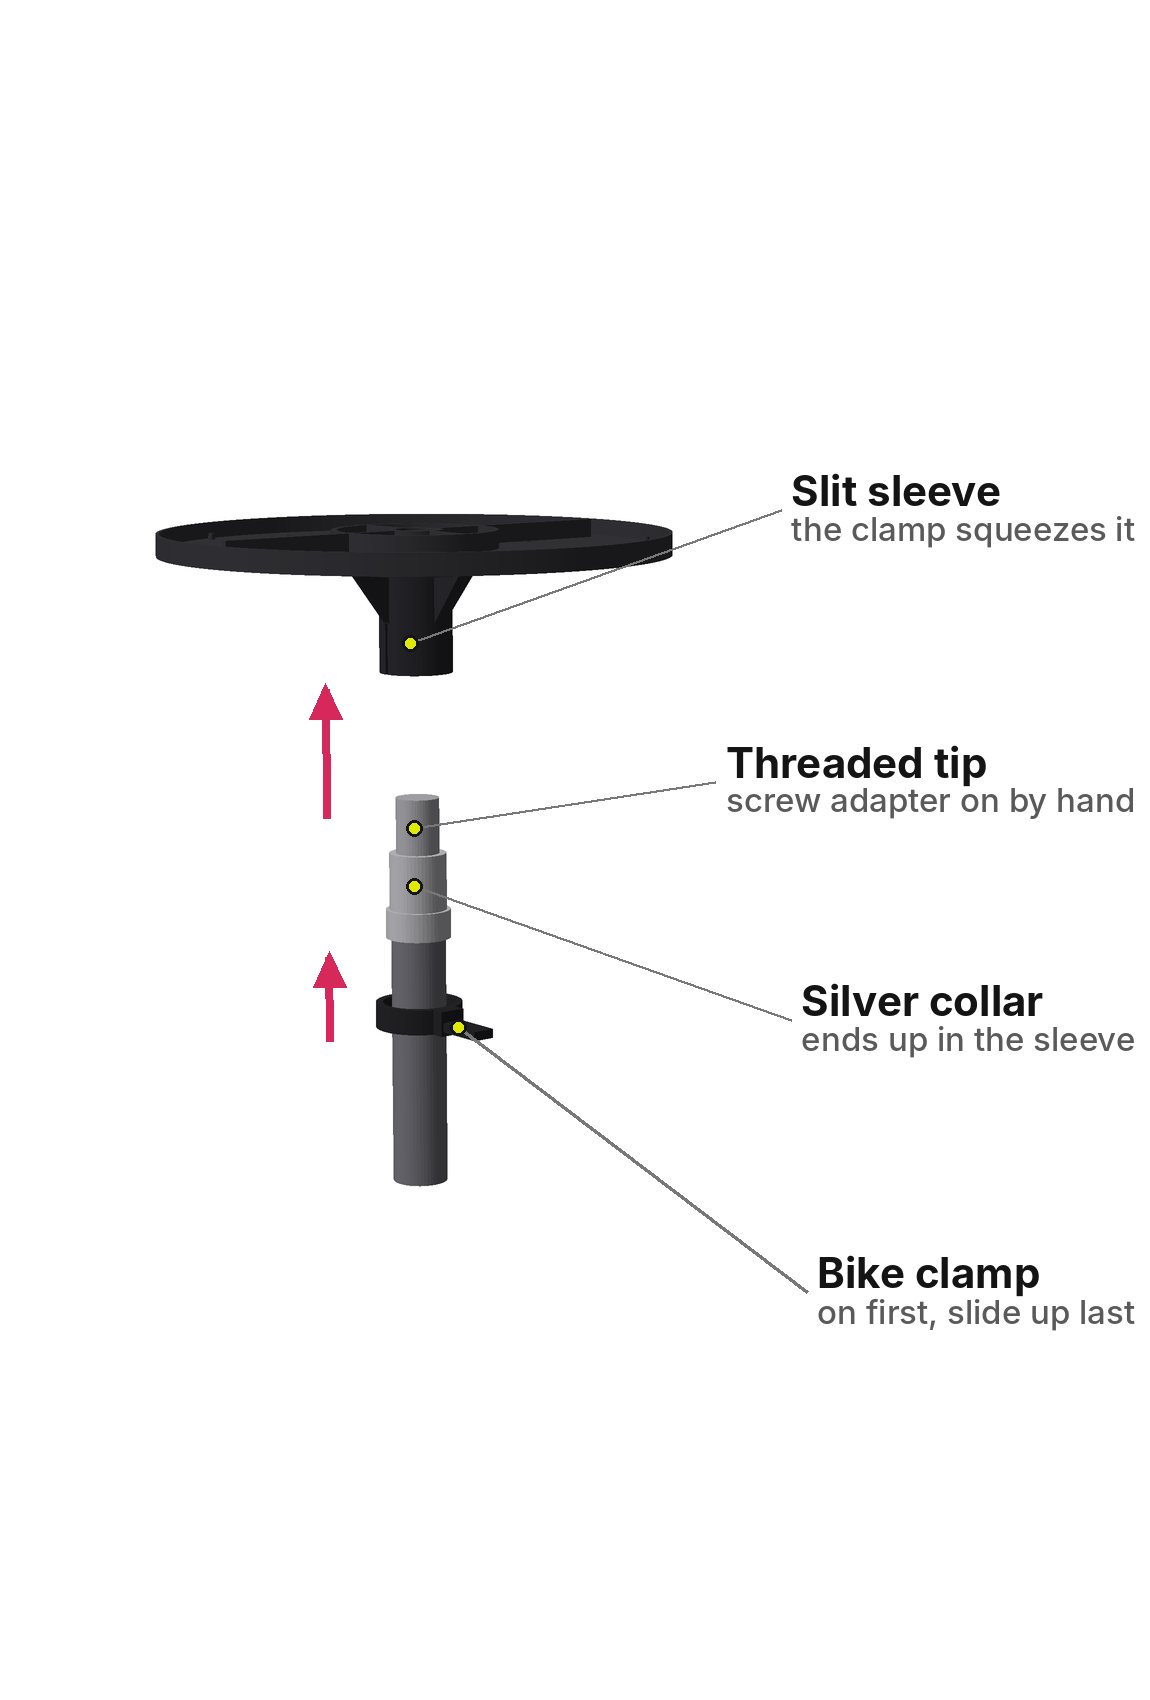 Slit sleeve
the clamp squeezes it
Threaded tip
screw adapter on by hand
Silver collar
ends up in the sleeve
Bike clamp
on first, slide up last